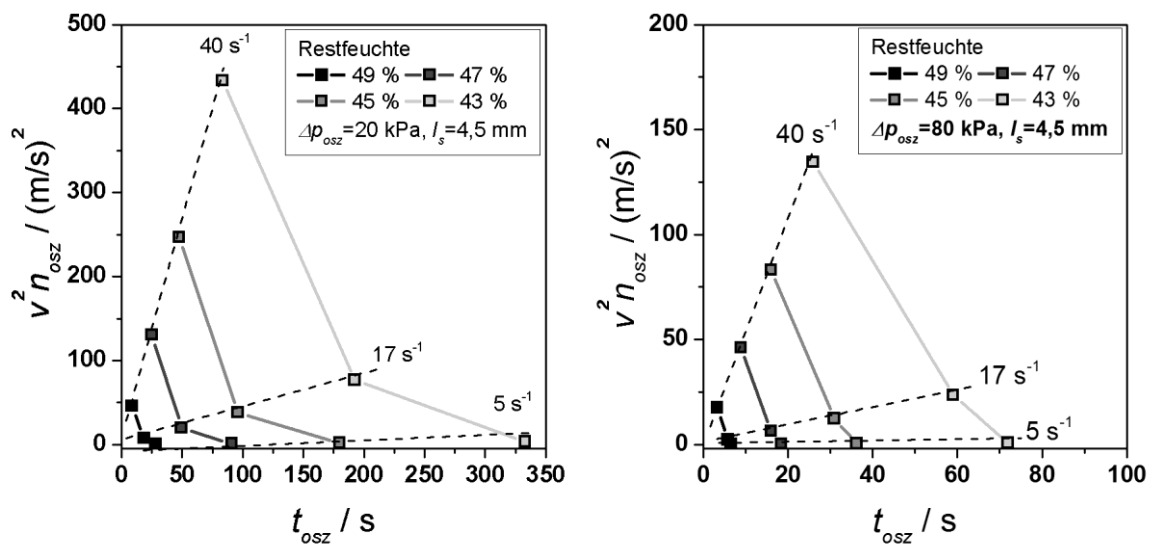 500
400
300
200
100
0
v² n_osz / (m/s)²
0 50 100 150 200 250 300 350
t_osz / s
40 s⁻¹
17 s⁻¹
5 s⁻¹
Restfeuchte
49 % 47 %
45 % 43 %
Δp_osz=20 kPa, l_s=4,5 mm
200
150
100
50
0
v² n_osz / (m/s)²
0 20 40 60 80 100
t_osz / s
40 s⁻¹
17 s⁻¹
5 s⁻¹
Restfeuchte
49 % 47 %
45 % 43 %
Δp_osz=80 kPa, l_s=4,5 mm